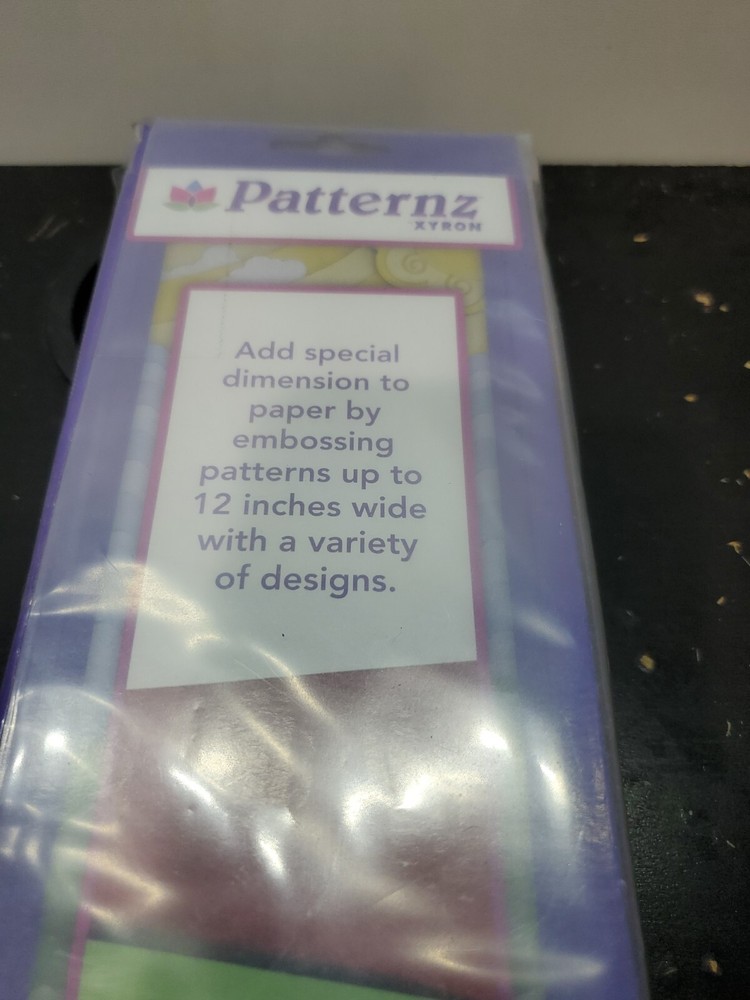 Patternz
XYRON
Add special
dimension to
paper by
embossing
patterns up to
12 inches wide
with a variety
of designs.